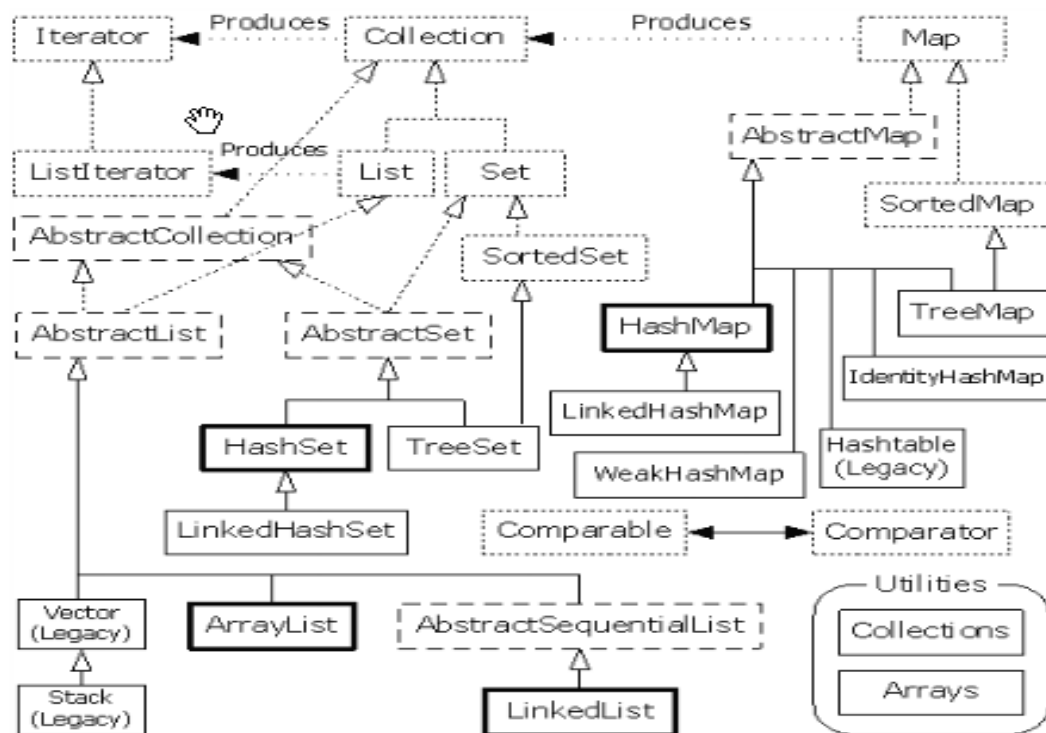 Iterator
Produces
Collection
Produces
Map
AbstractMap
ListIterator
Produces
List
Set
SortedMap
AbstractCollection
SortedSet
AbstractList
AbstractSet
HashMap
TreeMap
IdentityHashMap
LinkedHashMap
HashSet
TreeSet
Hashtable
(Legacy)
WeakHashMap
LinkedHashSet
Comparable
Comparator
Utilities
Vector
(Legacy)
ArrayList
AbstractSequentialList
Collections
Stack
(Legacy)
LinkedList
Arrays